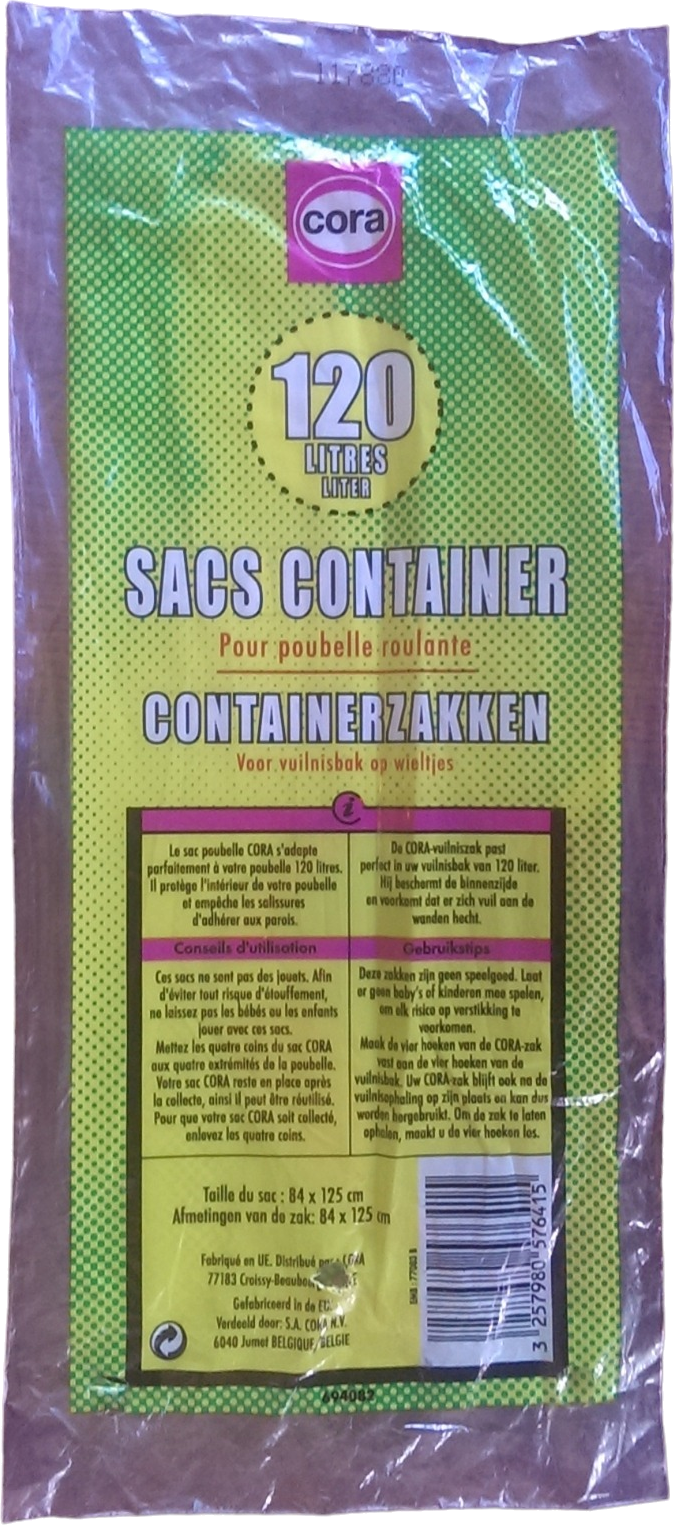 117880
cora
120
LITRES
LITER
SACS CONTAINER
Pour poubelle roulante
CONTAINERZAKKEN
Voor vuilnisbak op wieltjes
i
Le sac poubelle CORA s'adapte
parfaitement à votre poubelle 120 litres.
Il protège l'intérieur de votre poubelle
et empêche les salissures
d'adhérer aux parois.
De CORA-vuilniszak past
perfect in uw vuilnisbak van 120 liter.
Hij beschermt de binnenzijde
en voorkomt dat er zich vuil aan de
wanden hecht.
Conseils d'utilisation
Ces sacs ne sont pas des jouets. Afin
d'éviter tout risque d'étouffement,
ne laissez pas les bébés ou les enfants
jouer avec ces sacs.
Mettez les quatre coins du sac CORA
aux quatre extrémités de la poubelle.
Votre sac CORA reste en place après
la collecte, ainsi il peut être réutilisé.
Pour que votre sac CORA soit collecté,
enlevez les quatre coins.
Gebruikstips
Deze zakken zijn geen speelgoed. Laat
er geen baby's of kinderen mee spelen,
om elk risico op verstikking te
voorkomen.
Maak de vier hoeken van de CORA-zak
vast aan de vier hoeken van de
vuilnisbak. Uw CORA-zak blijft ook na de
vuilnisophaling op zijn plaats en kan dus
worden hergebruikt. Om de zak te laten
ophalen, maakt u de vier hoeken los.
Taille du sac : 84 x 125 cm
Afmetingen van de zak: 84 x 125 cm
Fabriqué en UE. Distribué CORA
77183 Croissy-Beaubourg
Gefabriceerd in de EU.
Verdeeld door: S.A. CORA N.V.
6040 Jumet BELGIQUE/BELGIE
EMB : 77083 B
3 257980 576415
694082